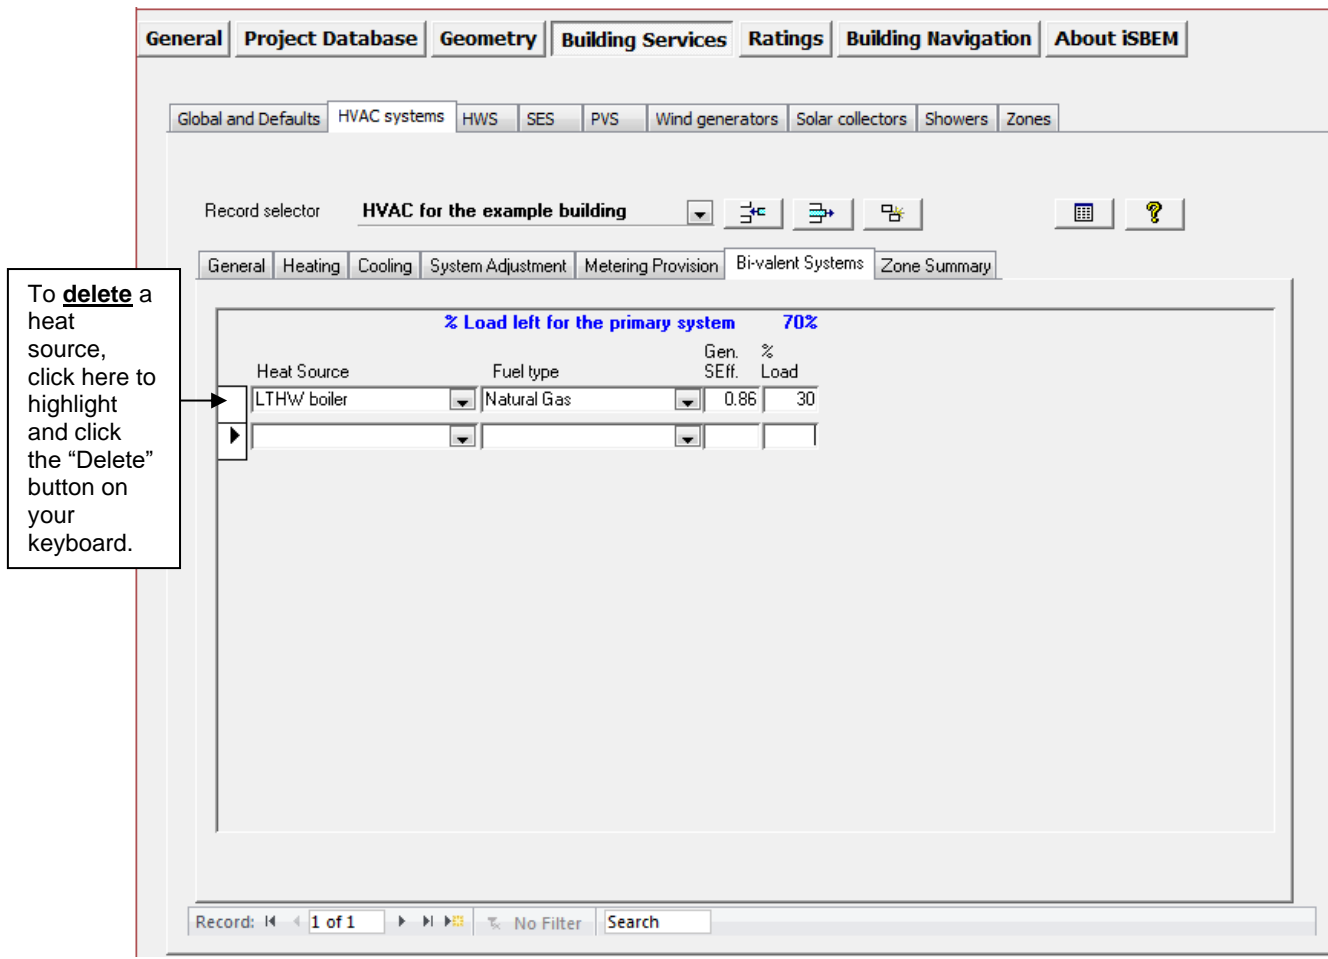 General Project Database Geometry Building Services Ratings Building Navigation About iSBEM
Global and Defaults HVAC systems HWS SES PVS Wind generators Solar collectors Showers Zones
Record selector HVAC for the example building
General Heating Cooling System Adjustment Metering Provision Bi-valent Systems Zone Summary
To delete a
heat
source,
click here to
highlight
and click
the “Delete”
button on
your
keyboard.
% Load left for the primary system 70%
Heat Source Fuel type Gen. SEff. % Load
LTHW boiler Natural Gas 0.86 30
Record: 1 of 1 No Filter Search